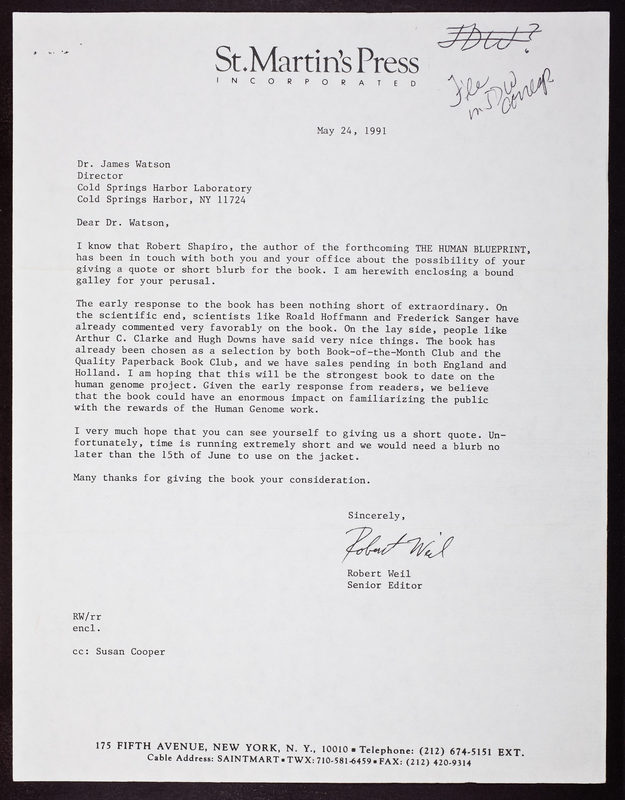 JDW?
St. Martin's Press
INCORPORATED
File
in JDW
corresp
May 24, 1991
Dr. James Watson
Director
Cold Springs Harbor Laboratory
Cold Springs Harbor, NY 11724
Dear Dr. Watson,
I know that Robert Shapiro, the author of the forthcoming THE HUMAN BLUEPRINT,
has been in touch with both you and your office about the possibility of your
giving a quote or short blurb for the book. I am herewith enclosing a bound
galley for your perusal.
The early response to the book has been nothing short of extraordinary. On
the scientific end, scientists like Roald Hoffmann and Frederick Sanger have
already commented very favorably on the book. On the lay side, people like
Arthur C. Clarke and Hugh Downs have said very nice things. The book has
already been chosen as a selection by both Book-of-the-Month Club and the
Quality Paperback Book Club, and we have sales pending in both England and
Holland. I am hoping that this will be the strongest book to date on the
human genome project. Given the early response from readers, we believe
that the book could have an enormous impact on familiarizing the public
with the rewards of the Human Genome work.
I very much hope that you can see yourself to giving us a short quote. Un-
fortunately, time is running extremely short and we would need a blurb no
later than the 15th of June to use on the jacket.
Many thanks for giving the book your consideration.
Sincerely,
Robert Weil
Robert Weil
Senior Editor
RW/rr
encl.
cc: Susan Cooper
175 FIFTH AVENUE, NEW YORK, N. Y., 10010 ▪ Telephone: (212) 674-5151 EXT.
Cable Address: SAINTMART ▪ TWX: 710-581-6459 ▪ FAX: (212) 420-9314